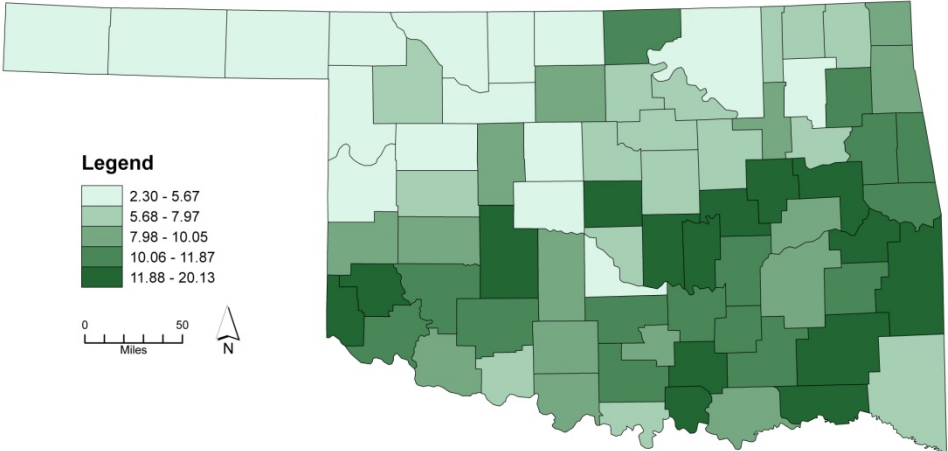 Legend
2.30 - 5.67
5.68 - 7.97
7.98 - 10.05
10.06 - 11.87
11.88 - 20.13
0 50
Miles
N